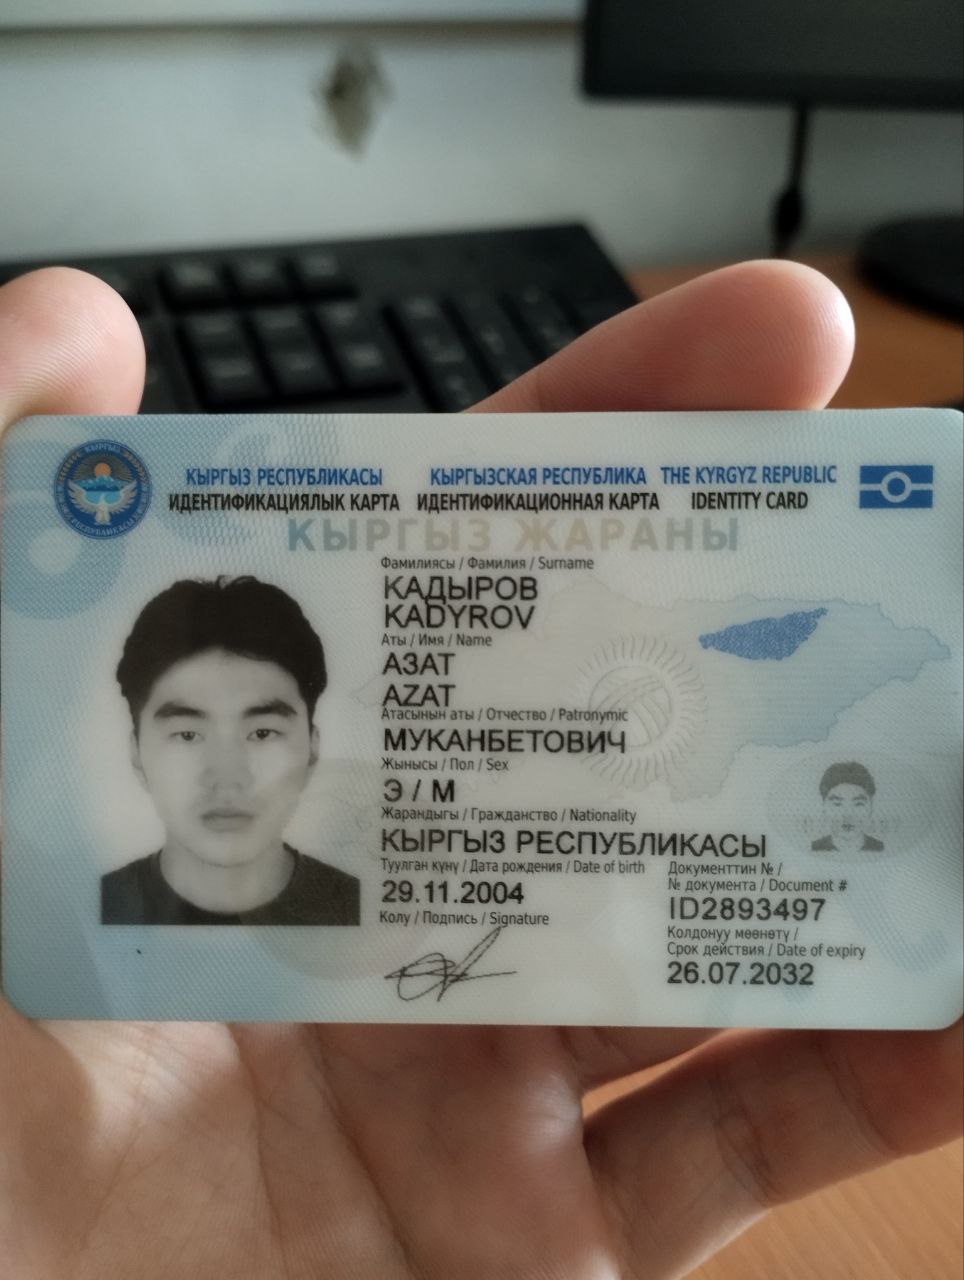 КЫРГЫЗ РЕСПУБЛИКАСЫ КЫРГЫЗСКАЯ РЕСПУБЛИКА THE KYRGYZ REPUBLIC
ИДЕНТИФИКАЦИЯЛЫК КАРТА ИДЕНТИФИКАЦИОННАЯ КАРТА IDENTITY CARD
КЫРГЫЗ ЖАРАНЫ
Фамилиясы / Фамилия / Surname
КАДЫРОВ
KADYROV
Аты / Имя / Name
АЗАТ
AZAT
Атасынын аты / Отчество / Patronymic
МУКАНБЕТОВИЧ
Жынысы / Пол / Sex
Э / М
Жарандыгы / Гражданство / Nationality
КЫРГЫЗ РЕСПУБЛИКАСЫ
Туулган күнү / Дата рождения / Date of birth
29.11.2004
Колу / Подпись / Signature
Документтин № /
№ документа / Document #
ID2893497
Колдонуу мөөнөтү /
Срок действия / Date of expiry
26.07.2032